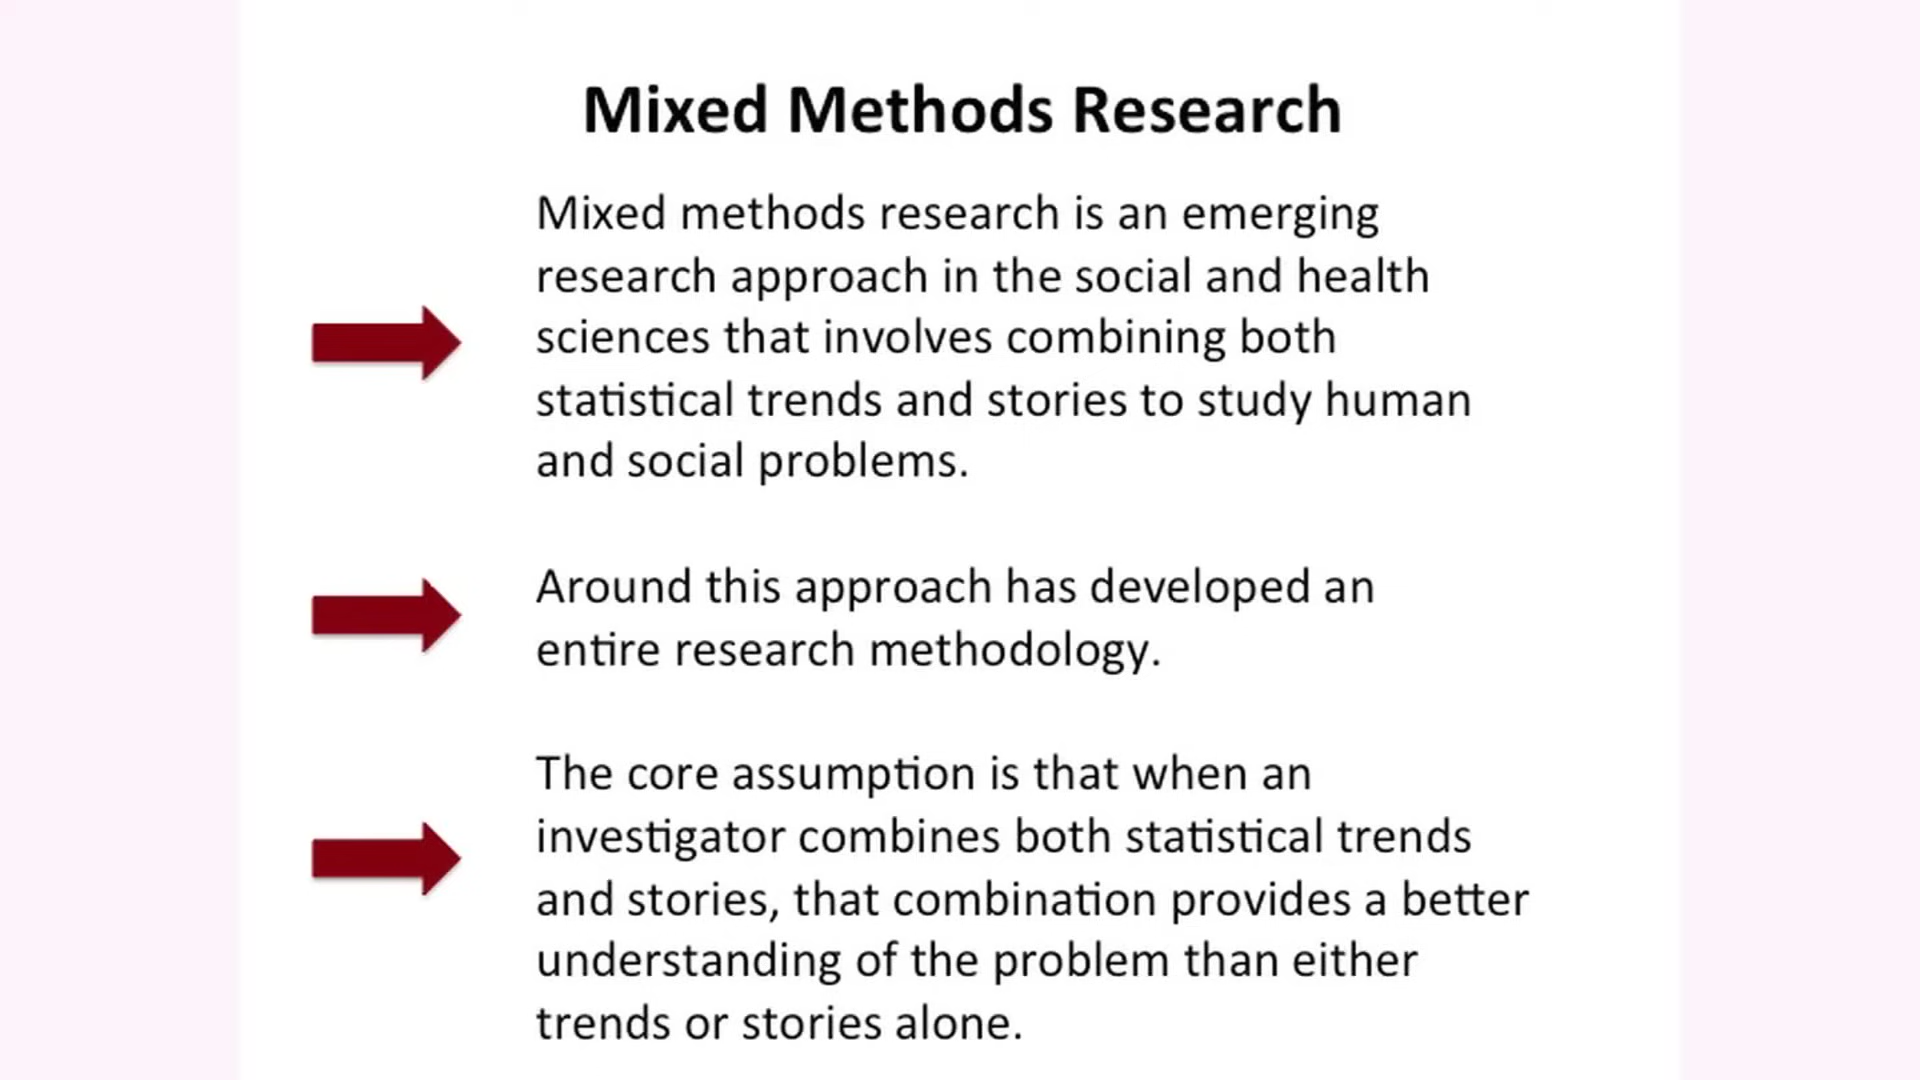 Mixed Methods Research
Mixed methods research is an emerging
research approach in the social and health
sciences that involves combining both
statistical trends and stories to study human
and social problems.
Around this approach has developed an
entire research methodology.
The core assumption is that when an
investigator combines both statistical trends
and stories, that combination provides a better
understanding of the problem than either
trends or stories alone.